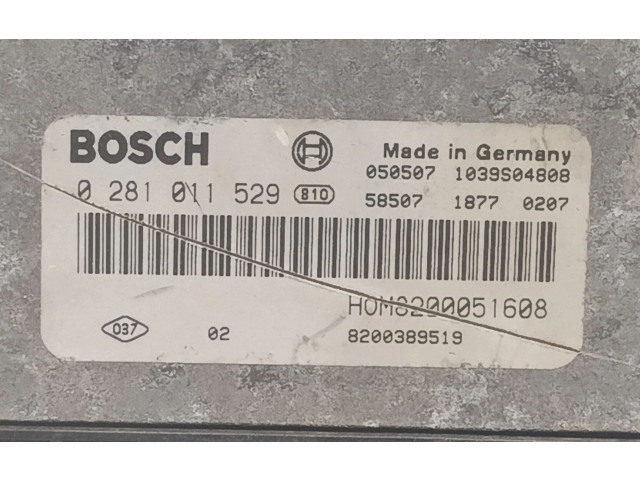 BOSCH
Made in Germany
050507 1039S04808
0 281 011 529 810
58507 1877 0207
HOM8200051608
037 02 8200389519